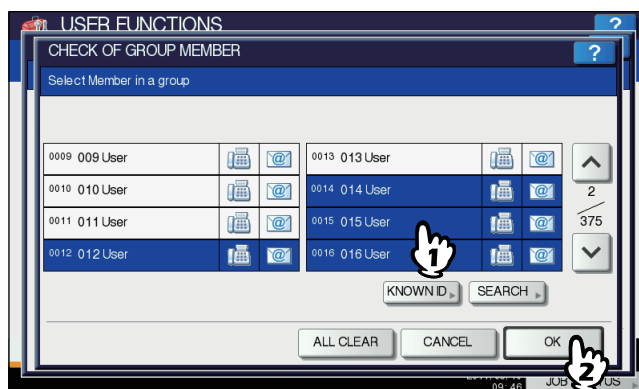 USER FUNCTIONS ?
CHECK OF GROUP MEMBER ?
Select Member in a group
0009 009 User @ 0013 013 User @
0010 010 User @ 0014 014 User @ 2
0011 011 User @ 0015 015 User @ 375
0012 012 User @ 0016 016 User @
1
KNOWN ID SEARCH
ALL CLEAR CANCEL OK
2
09:46